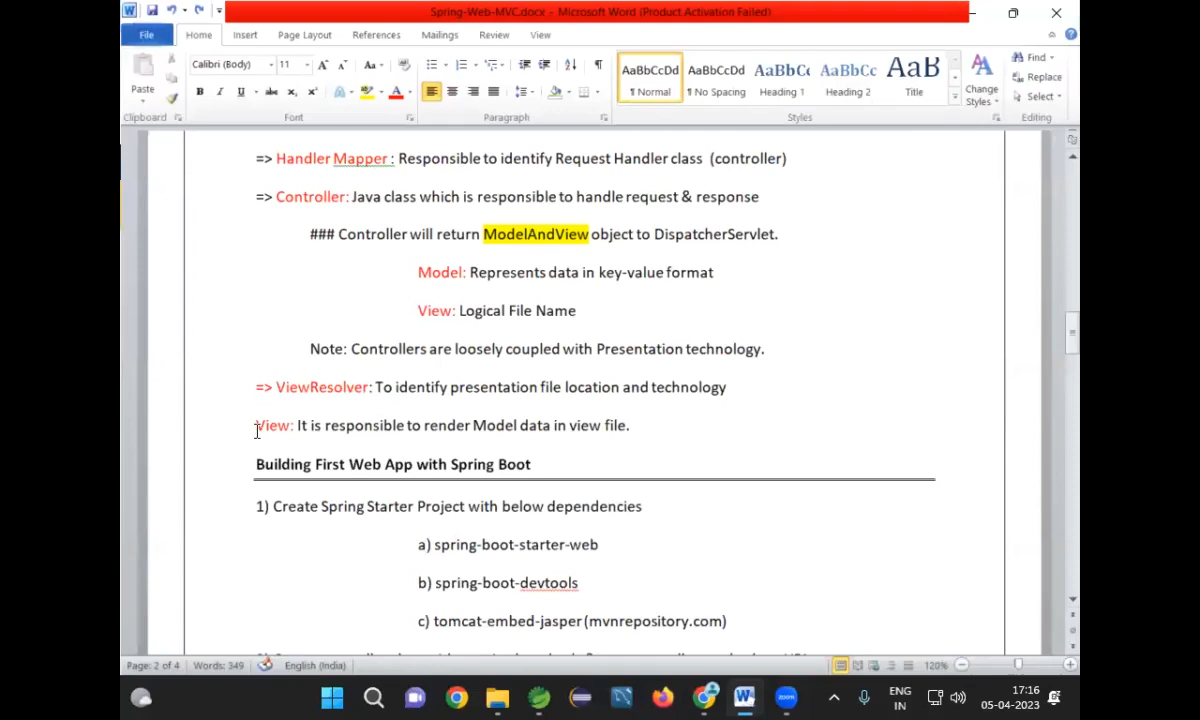 Spring-Web-MVC.docx - Microsoft Word (Product Activation Failed)
File Home Insert Page Layout References Mailings Review View
Calibri (Body) 11
AaBbCcDd AaBbCcDd AaBbCc AaBbCc AaB
¶ Normal ¶ No Spacing Heading 1 Heading 2 Title
Paste
Change Styles
Find
Replace
Select
Clipboard Font Paragraph Styles Editing
=> Handler Mapper : Responsible to identify Request Handler class (controller)
=> Controller: Java class which is responsible to handle request & response
### Controller will return ModelAndView object to DispatcherServlet.
Model: Represents data in key-value format
View: Logical File Name
Note: Controllers are loosely coupled with Presentation technology.
=> ViewResolver: To identify presentation file location and technology
View: It is responsible to render Model data in view file.
Building First Web App with Spring Boot
1) Create Spring Starter Project with below dependencies
a) spring-boot-starter-web
b) spring-boot-devtools
c) tomcat-embed-jasper (mvnrepository.com)
Page: 2 of 4 Words: 349 English (India) 120%
zoom
ENG IN
17:16
05-04-2023